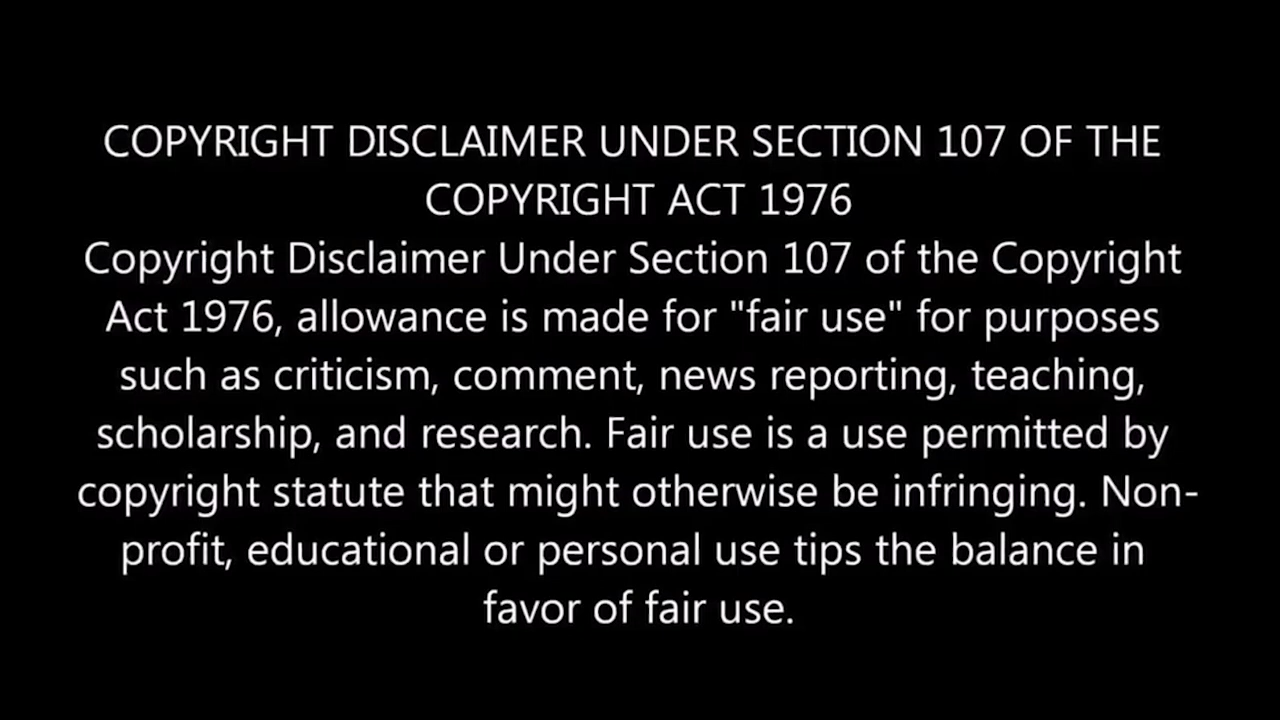 COPYRIGHT DISCLAIMER UNDER SECTION 107 OF THE
COPYRIGHT ACT 1976
Copyright Disclaimer Under Section 107 of the Copyright
Act 1976, allowance is made for "fair use" for purposes
such as criticism, comment, news reporting, teaching,
scholarship, and research. Fair use is a use permitted by
copyright statute that might otherwise be infringing. Non-
profit, educational or personal use tips the balance in
favor of fair use.